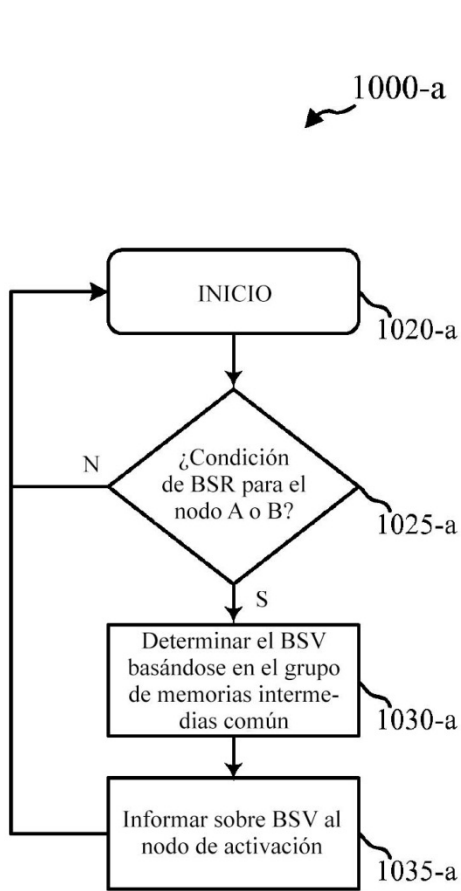 1000-a
INICIO
1020-a
¿Condición
de BSR para el
nodo A o B?
1025-a
N
S
Determinar el BSV
basándose en el grupo
de memorias interme-
dias común
1030-a
Informar sobre BSV al
nodo de activación
1035-a